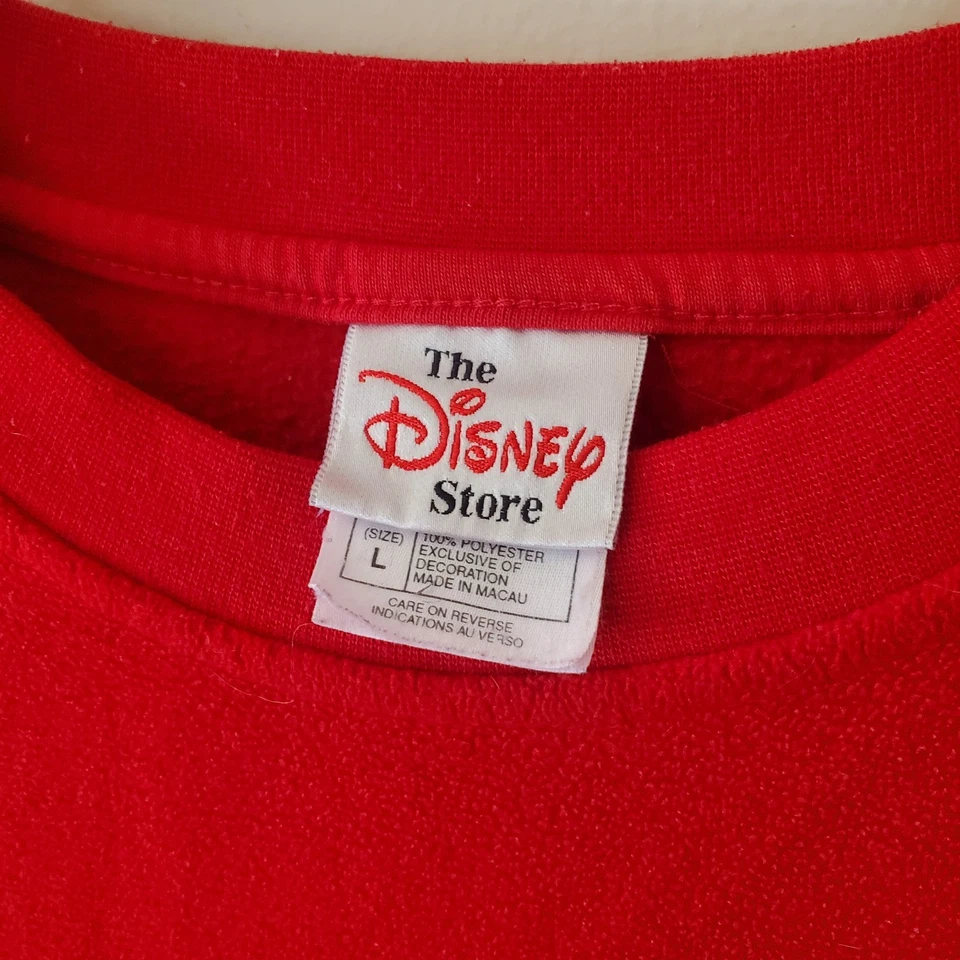 The
Disney
Store
(SIZE)
L
100% POLYESTER
EXCLUSIVE OF
DECORATION
MADE IN MACAU
CARE ON REVERSE
INDICATIONS AU VERSO